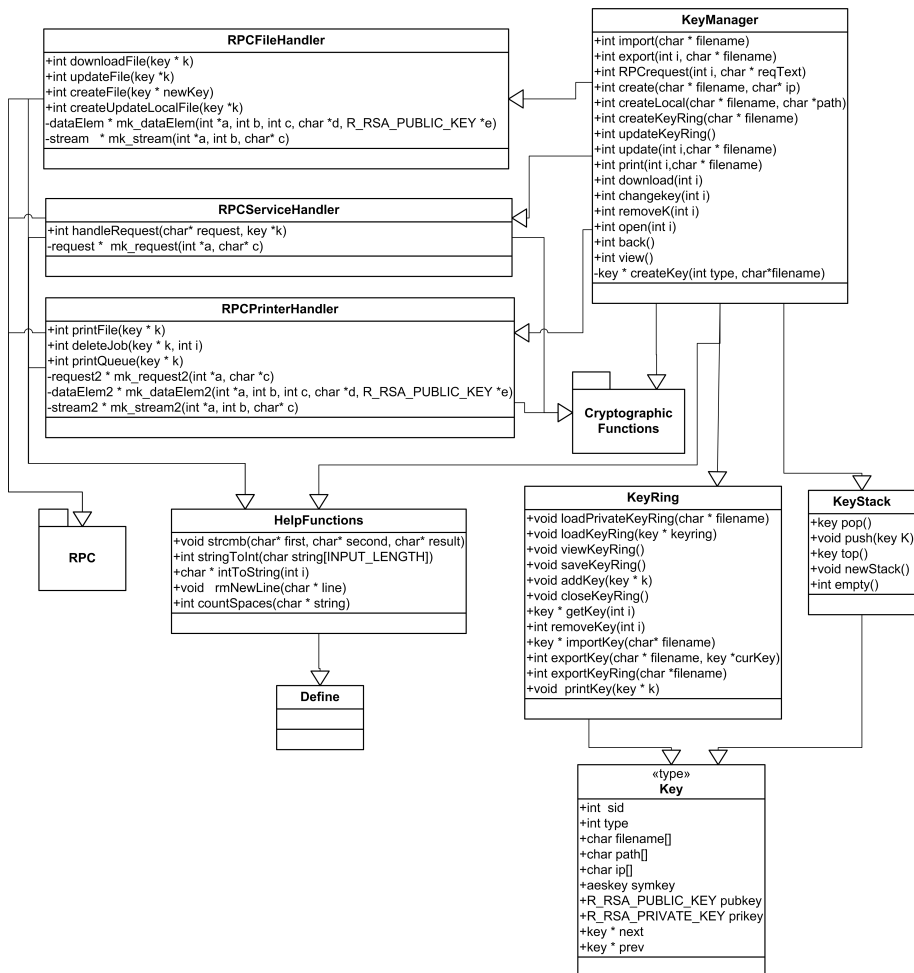 RPCFileHandler
+int downloadFile(key * k)
+int updateFile(key *k)
+int createFile(key * newKey)
+int createUpdateLocalFile(key *k)
-dataElem * mk_dataElem(int *a, int b, int c, char *d, R_RSA_PUBLIC_KEY *e)
-stream * mk_stream(int *a, int b, char* c)
KeyManager
+int import(char * filename)
+int export(int i, char * filename)
+int RPCrequest(int i, char * reqText)
+int create(char * filename, char* ip)
+int createLocal(char * filename, char *path)
+int createKeyRing(char * filename)
+int updateKeyRing()
+int update(int i,char * filename)
+int print(int i,char * filename)
+int download(int i)
+int changekey(int i)
+int removeK(int i)
+int open(int i)
+int back()
+int view()
-key * createKey(int type, char*filename)
RPCServiceHandler
+int handleRequest(char* request, key *k)
-request * mk_request(int *a, char* c)
RPCPrinterHandler
+int printFile(key * k)
+int deleteJob(key * k, int i)
+int printQueue(key * k)
-request2 * mk_request2(int *a, char *c)
-dataElem2 * mk_dataElem2(int *a, int b, int c, char *d, R_RSA_PUBLIC_KEY *e)
-stream2 * mk_stream2(int *a, int b, char* c)
Cryptographic
Functions
RPC
HelpFunctions
+void strcmb(char* first, char* second, char* result)
+int stringToInt(char string[INPUT_LENGTH])
+char * intToString(int i)
+void rmNewLine(char * line)
+int countSpaces(char * string)
Define
KeyRing
+void loadPrivateKeyRing(char * filename)
+void loadKeyRing(key * keyring)
+void viewKeyRing()
+void saveKeyRing()
+void addKey(key * k)
+void closeKeyRing()
+key * getKey(int i)
+int removeKey(int i)
+key * importKey(char* filename)
+int exportKey(char * filename, key *curKey)
+int exportKeyRing(char *filename)
+void printKey(key * k)
KeyStack
+key pop()
+void push(key K)
+key top()
+void newStack()
+int empty()
«type»
Key
+int sid
+int type
+char filename[]
+char path[]
+char ip[]
+aeskey symkey
+R_RSA_PUBLIC_KEY pubkey
+R_RSA_PRIVATE_KEY prikey
+key * next
+key * prev